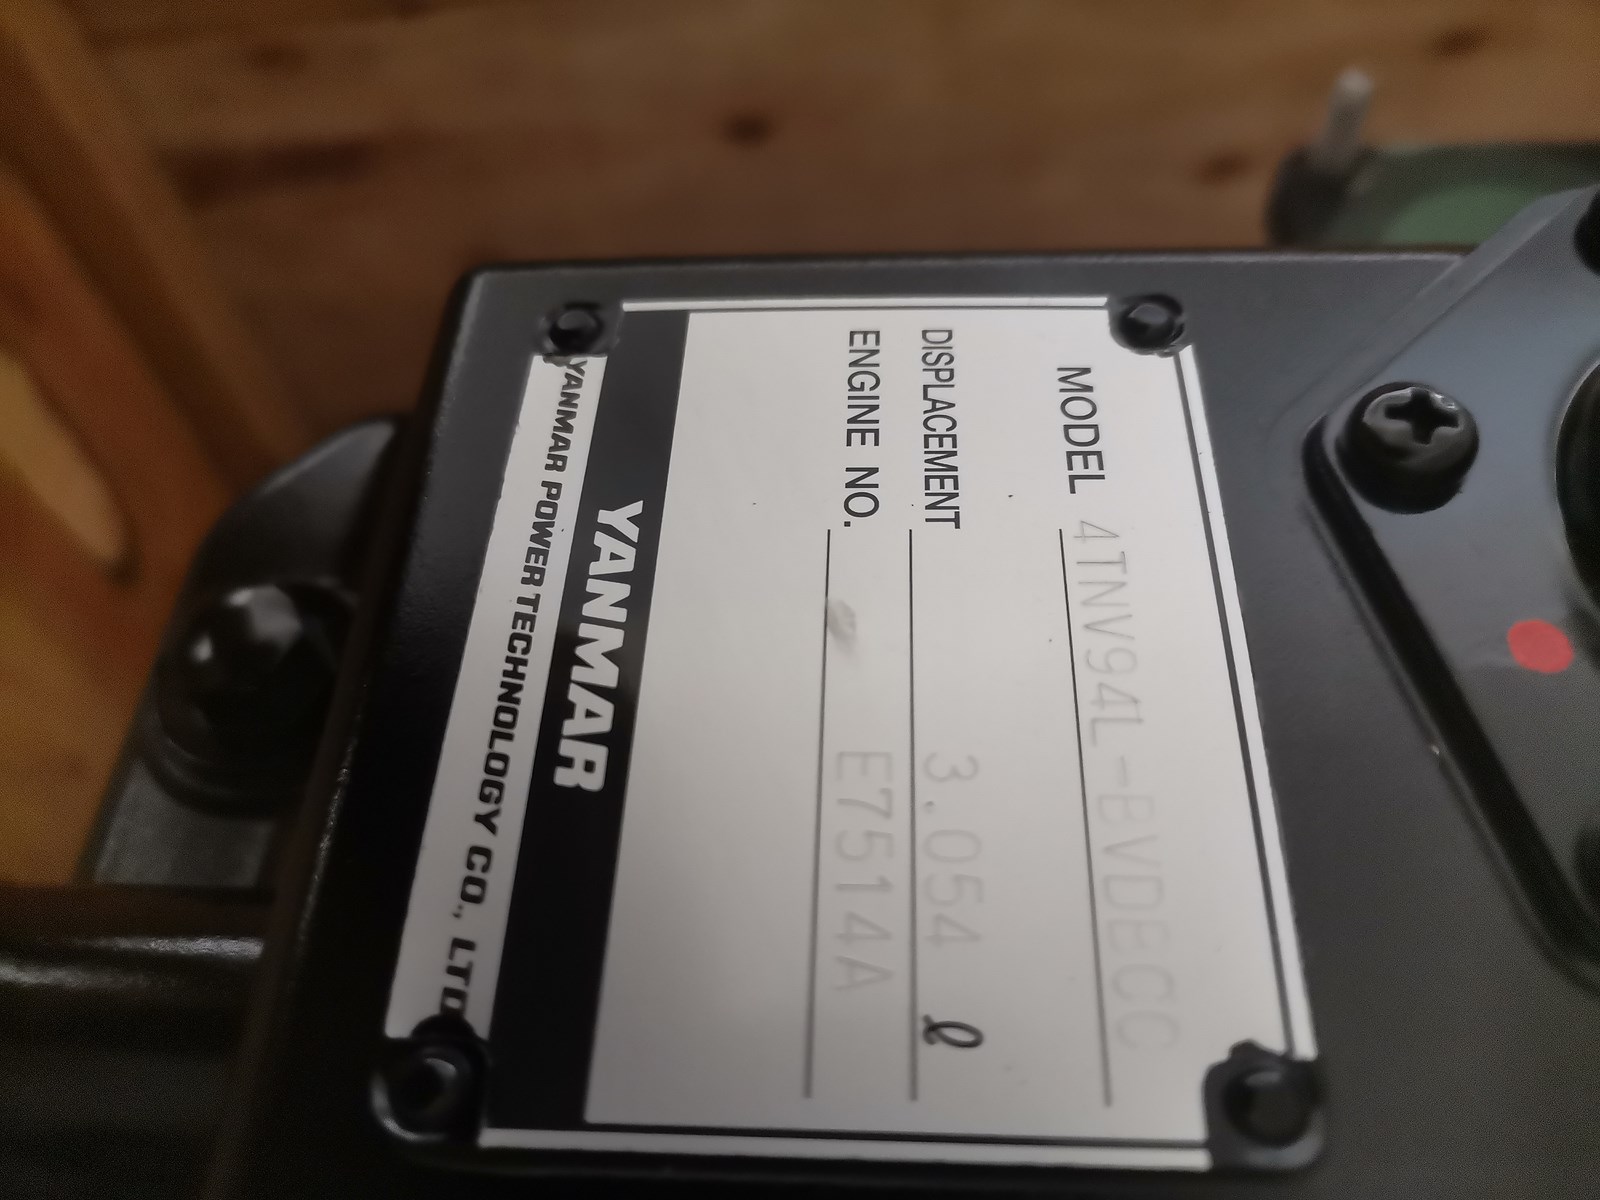 MODEL 4TNV94L-BVDECC
DISPLACEMENT 3.054 ℓ
ENGINE NO. E7514A
YANMAR
YANMAR POWER TECHNOLOGY CO., LTD.